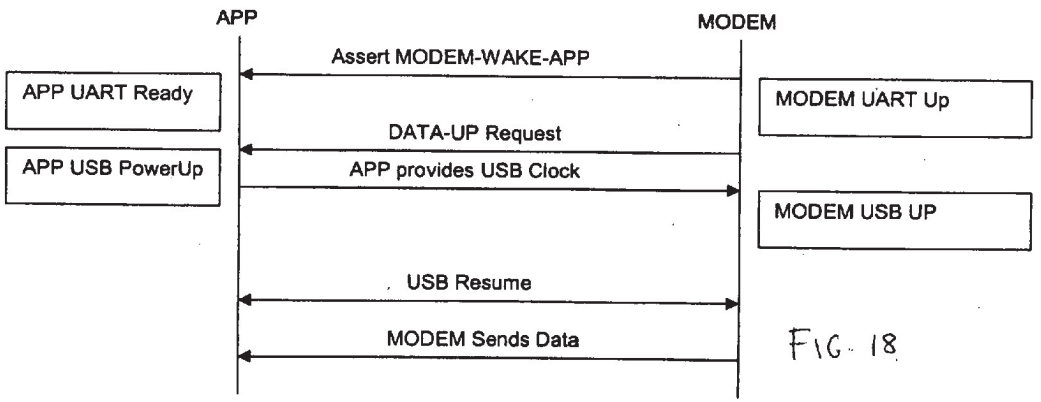 APP
MODEM
Assert MODEM-WAKE-APP
APP UART Ready
MODEM UART Up
DATA-UP Request
APP USB PowerUp
APP provides USB Clock
MODEM USB UP
USB Resume
MODEM Sends Data
FIG. 18